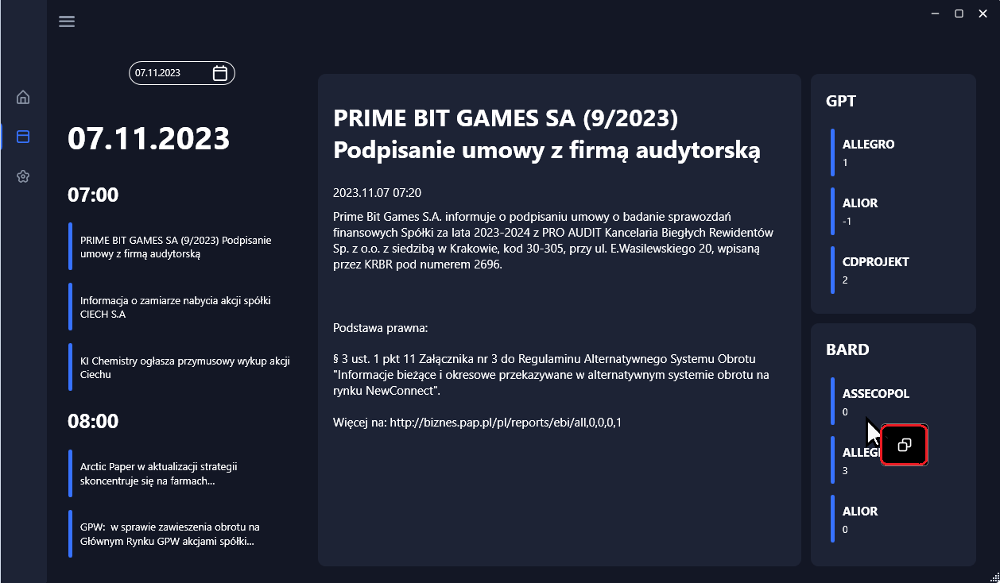 07.11.2023
07.11.2023
07:00
PRIME BIT GAMES SA (9/2023) Podpisanie
umowy z firmą audytorską
Informacja o zamiarze nabycia akcji spółki
CIECH S.A
KI Chemistry ogłasza przymusowy wykup akcji
Ciechu
08:00
Arctic Paper w aktualizacji strategii
skoncentruje się na farmach...
GPW:  w sprawie zawieszenia obrotu na
Głównym Rynku GPW akcjami spółki...
PRIME BIT GAMES SA (9/2023)
Podpisanie umowy z firmą audytorską
2023.11.07 07:20
Prime Bit Games S.A. informuje o podpisaniu umowy o badanie sprawozdań
finansowych Spółki za lata 2023-2024 z PRO AUDIT Kancelaria Biegłych Rewidentów
Sp. z o.o. z siedzibą w Krakowie, kod 30-305, przy ul. E.Wasilewskiego 20, wpisaną
przez KRBR pod numerem 2696.
Podstawa prawna:
§ 3 ust. 1 pkt 11 Załącznika nr 3 do Regulaminu Alternatywnego Systemu Obrotu
"Informacje bieżące i okresowe przekazywane w alternatywnym systemie obrotu na
rynku NewConnect".
Więcej na: http://biznes.pap.pl/pl/reports/ebi/all,0,0,0,1
GPT
ALLEGRO
1
ALIOR
-1
CDPROJEKT
2
BARD
ASSECOPOL
0
3
ALIOR
0